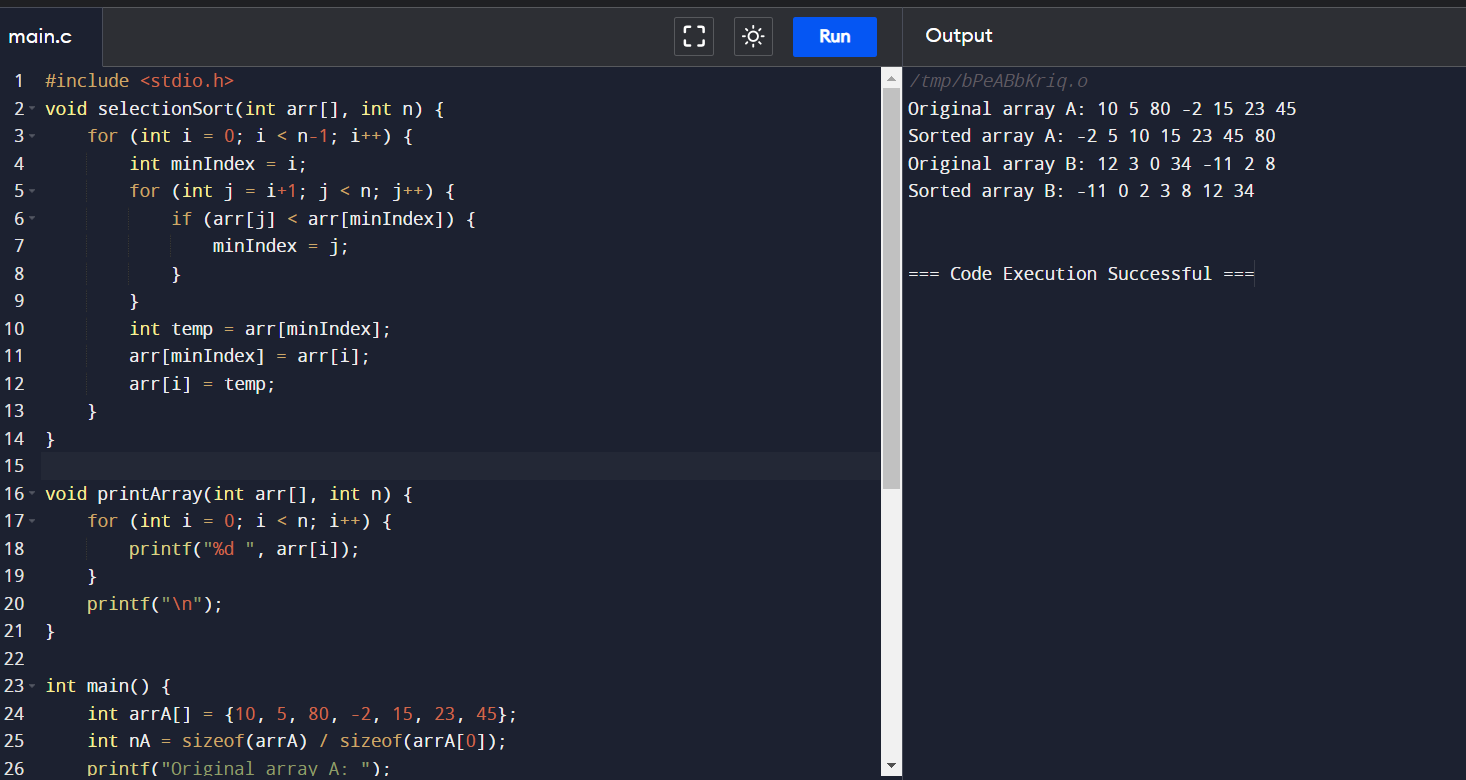 main.c
Run
Output
1 #include <stdio.h>
2 void selectionSort(int arr[], int n) {
3     for (int i = 0; i < n-1; i++) {
4         int minIndex = i;
5         for (int j = i+1; j < n; j++) {
6             if (arr[j] < arr[minIndex]) {
7                 minIndex = j;
8             }
9         }
10         int temp = arr[minIndex];
11         arr[minIndex] = arr[i];
12         arr[i] = temp;
13     }
14 }
15
16 void printArray(int arr[], int n) {
17     for (int i = 0; i < n; i++) {
18         printf("%d ", arr[i]);
19     }
20     printf("\n");
21 }
22
23 int main() {
24     int arrA[] = {10, 5, 80, -2, 15, 23, 45};
25     int nA = sizeof(arrA) / sizeof(arrA[0]);
26     printf("Original array A: ");
/tmp/bPeABbKriq.o
Original array A: 10 5 80 -2 15 23 45
Sorted array A: -2 5 10 15 23 45 80
Original array B: 12 3 0 34 -11 2 8
Sorted array B: -11 0 2 3 8 12 34
=== Code Execution Successful ===